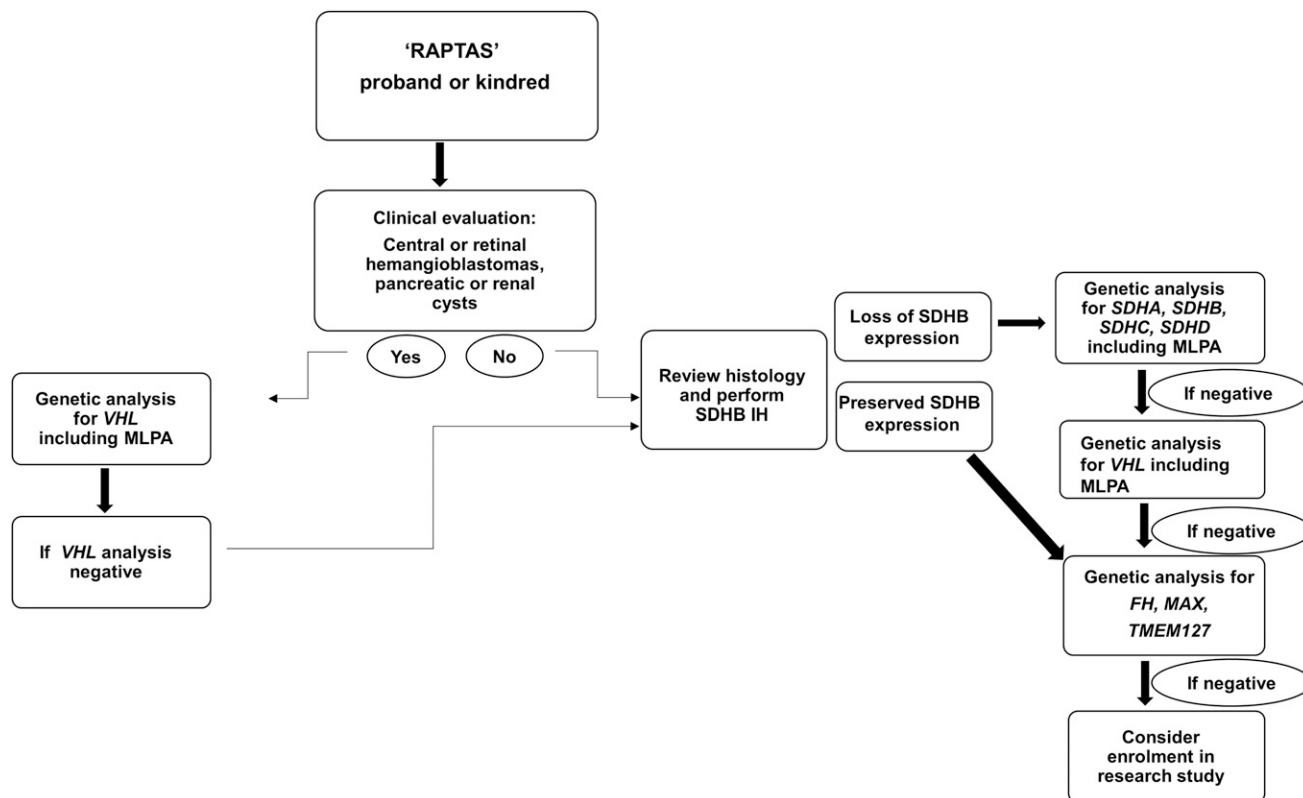 ‘RAPTAS’
proband or kindred
Clinical evaluation:
Central or retinal
hemangioblastomas,
pancreatic or renal
cysts
Yes
No
Genetic analysis
for VHL
including MLPA
If VHL analysis
negative
Review histology
and perform
SDHB IH
Loss of SDHB
expression
Preserved SDHB
expression
Genetic analysis
for SDHA, SDHB,
SDHC, SDHD
including MLPA
If negative
Genetic analysis
for VHL including
MLPA
If negative
Genetic analysis for
FH, MAX,
TMEM127
If negative
Consider
enrolment in
research study